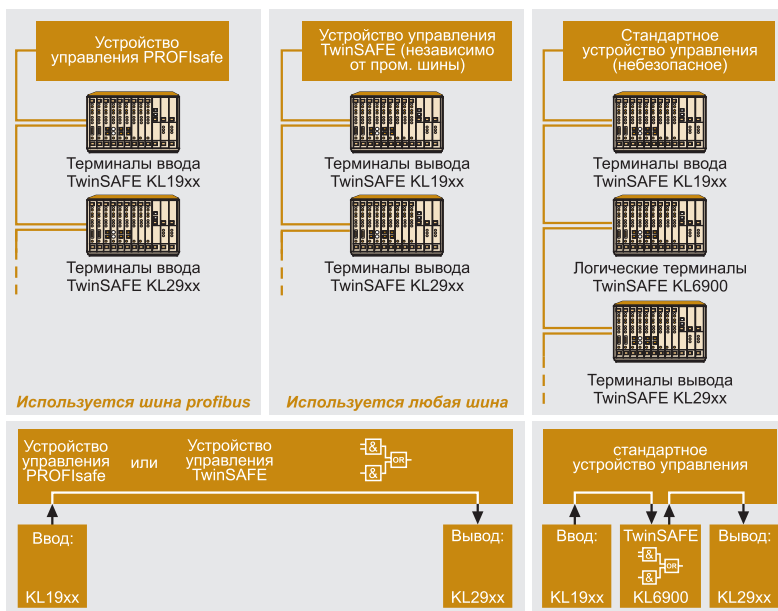 Устройство
управления PROFIsafe
Терминалы ввода
TwinSAFE KL19xx
Терминалы ввода
TwinSAFE KL29xx
Используется шина profibus
Устройство управления
TwinSAFE (независимо
от пром. шины)
Терминалы вывода
TwinSAFE KL19xx
Терминалы вывода
TwinSAFE KL29xx
Используется любая шина
Стандартное
устройство управления
(небезопасное)
Терминалы ввода
TwinSAFE KL19xx
Логические терминалы
TwinSAFE KL6900
Терминалы вывода
TwinSAFE KL29xx
Устройство
управления
PROFIsafe
или
Устройство
управления
TwinSAFE
&
&
OR
Ввод:
KL19xx
Вывод:
KL29xx
стандартное
устройство управления
Ввод:
KL19xx
TwinSAFE
&
&
OR
KL6900
Вывод:
KL29xx